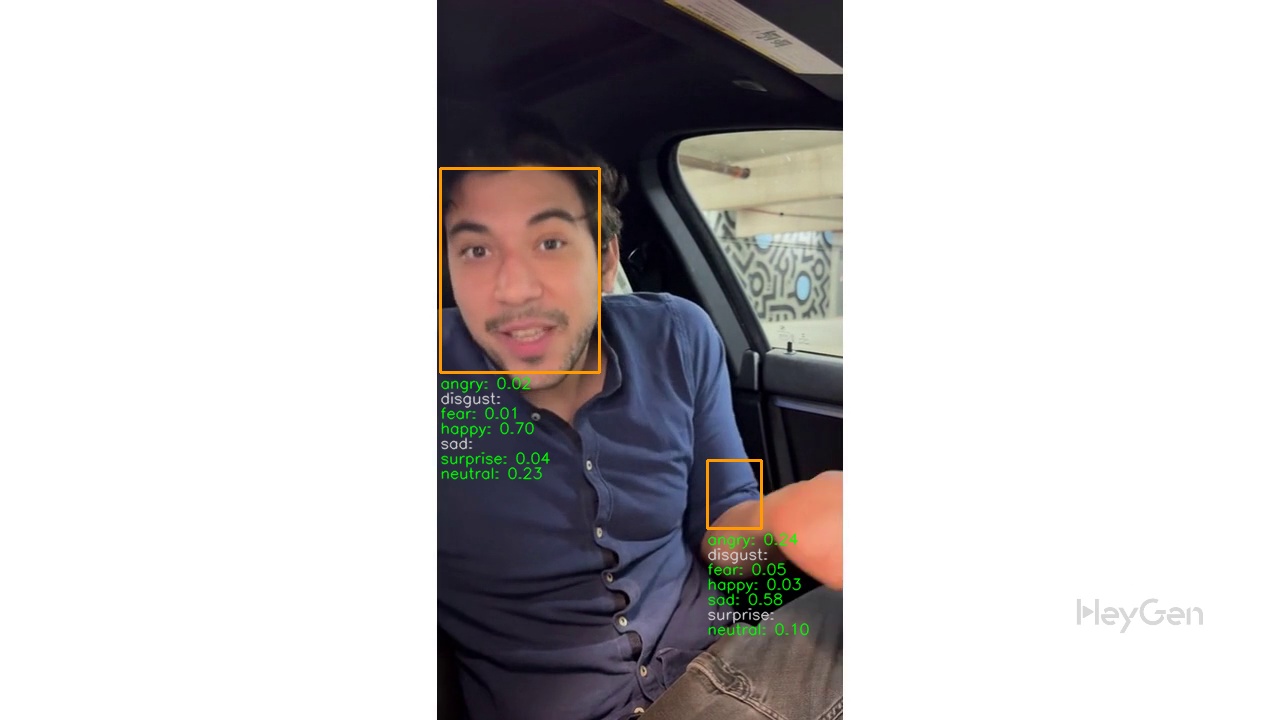 angry: 0.02
disgust:
fear: 0.01
happy: 0.70
sad:
surprise: 0.04
neutral: 0.23
angry: 0.24
disgust:
fear: 0.05
happy: 0.03
sad: 0.58
surprise:
neutral: 0.10
HeyGen